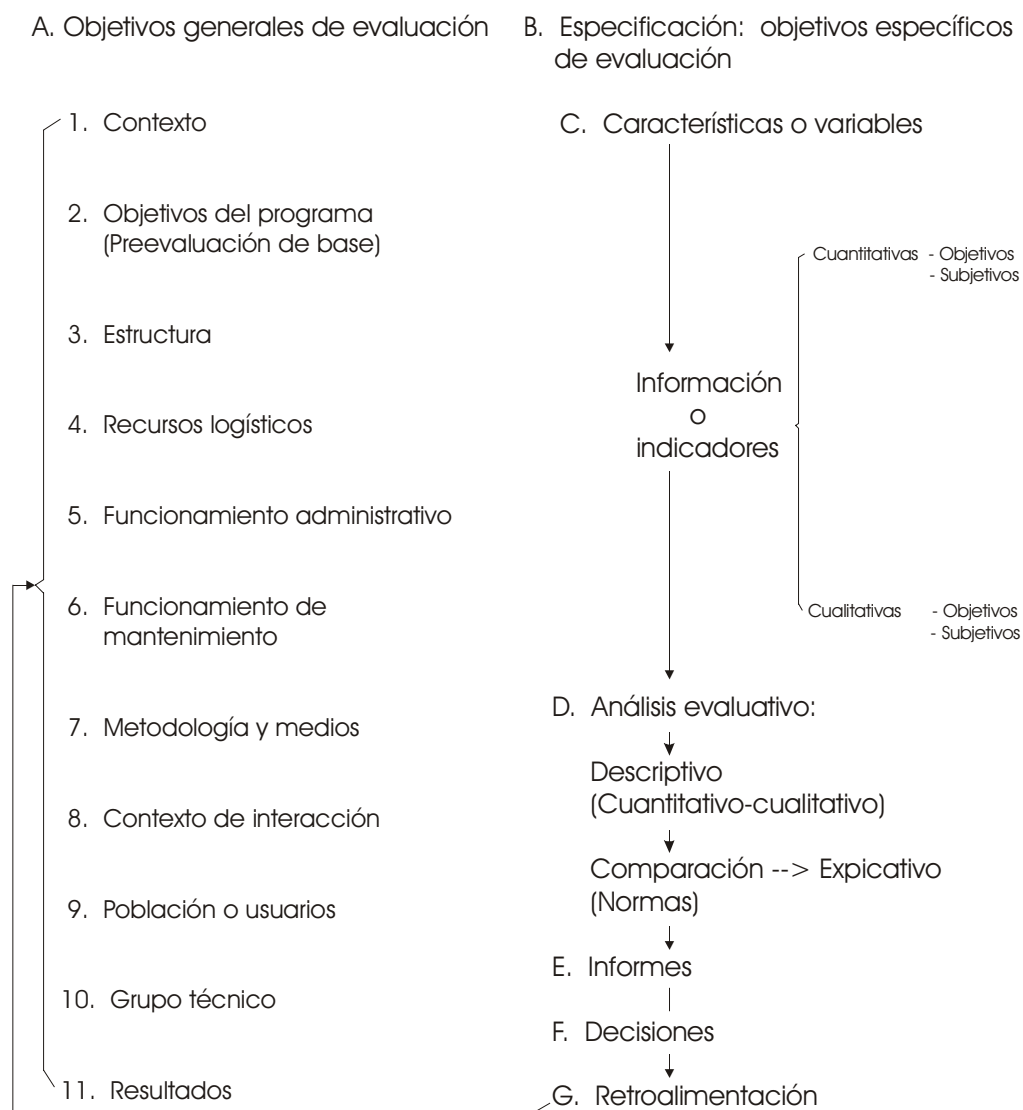 A. Objetivos generales de evaluación
1. Contexto
2. Objetivos del programa
(Preevaluación de base)
3. Estructura
4. Recursos logísticos
5. Funcionamiento administrativo
6. Funcionamiento de
mantenimiento
7. Metodología y medios
8. Contexto de interacción
9. Población o usuarios
10. Grupo técnico
11. Resultados
B. Especificación: objetivos específicos
de evaluación
C. Características o variables
Información
o
indicadores
Cuantitativas - Objetivos
- Subjetivos
Cualitativas - Objetivos
- Subjetivos
D. Análisis evaluativo:
Descriptivo
(Cuantitativo-cualitativo)
Comparación --> Expicativo
(Normas)
E. Informes
F. Decisiones
G. Retroalimentación